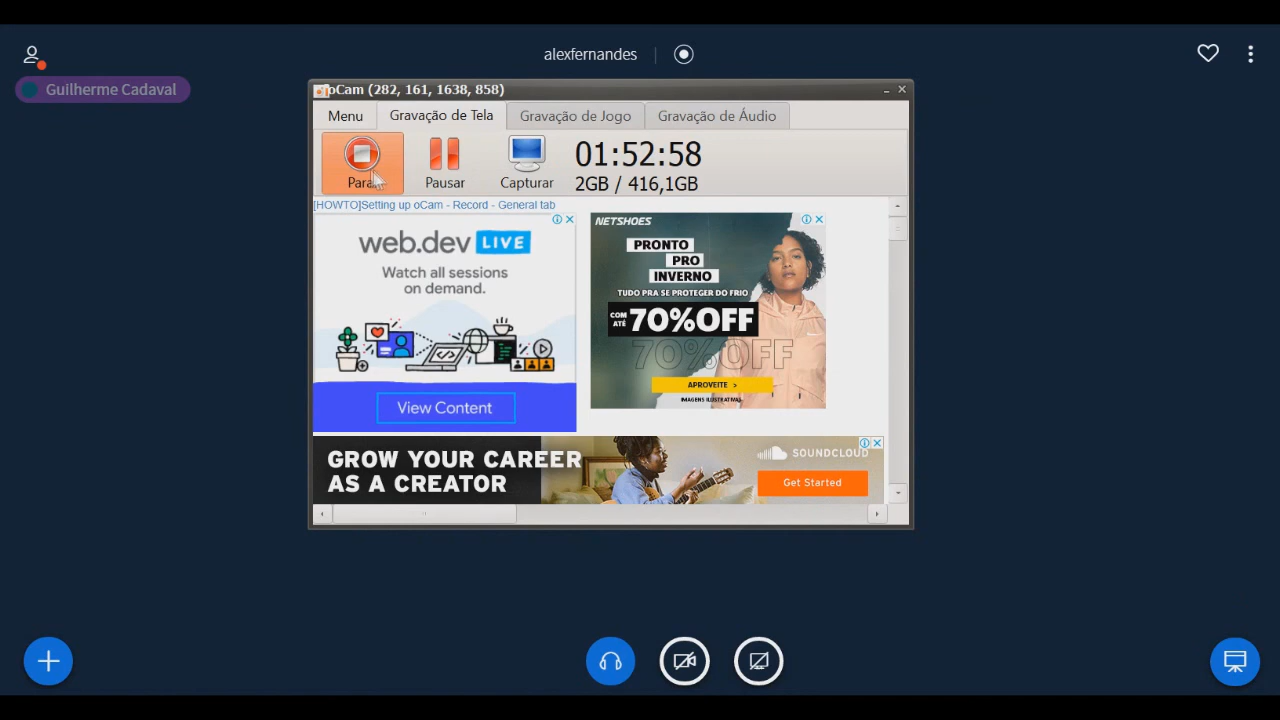 alexfernandes
Guilherme Cadaval
oCam (282, 161, 1638, 858)
Menu
Gravação de Tela
Gravação de Jogo
Gravação de Áudio
Pausar
Capturar
01:52:58
2GB / 416,1GB
[HOWTO]Setting up oCam - Record - General tab
web.dev LIVE
Watch all sessions
on demand.
View Content
NETSHOES
PRONTO
PRO
INVERNO
TUDO PRA SE PROTEGER DO FRIO
COM ATÉ 70%OFF
70%OFF
APROVEITE >
IMAGENS ILUSTRATIVAS
GROW YOUR CAREER
AS A CREATOR
SOUNDCLOUD
Get Started